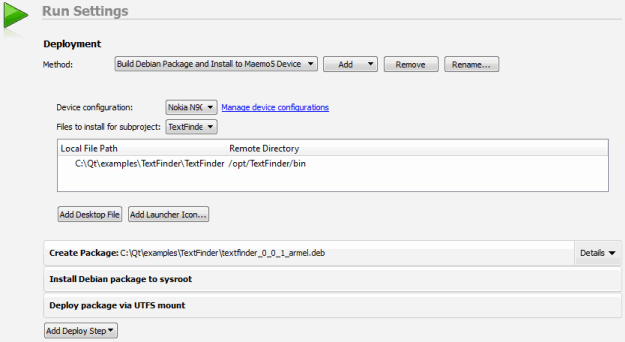 Run Settings
Deployment
Method: Build Debian Package and Install to Maemo5 Device Add Remove Rename...
Device configuration: Nokia N90 Manage device configurations
Files to install for subproject: TextFinde
Local File Path Remote Directory
C:\Qt\examples\TextFinder\TextFinder /opt/TextFinder/bin
Add Desktop File Add Launcher Icon...
Create Package: C:\Qt\examples\TextFinder\textfinder_0_0_1_armel.deb Details
Install Debian package to sysroot
Deploy package via UTFS mount
Add Deploy Step